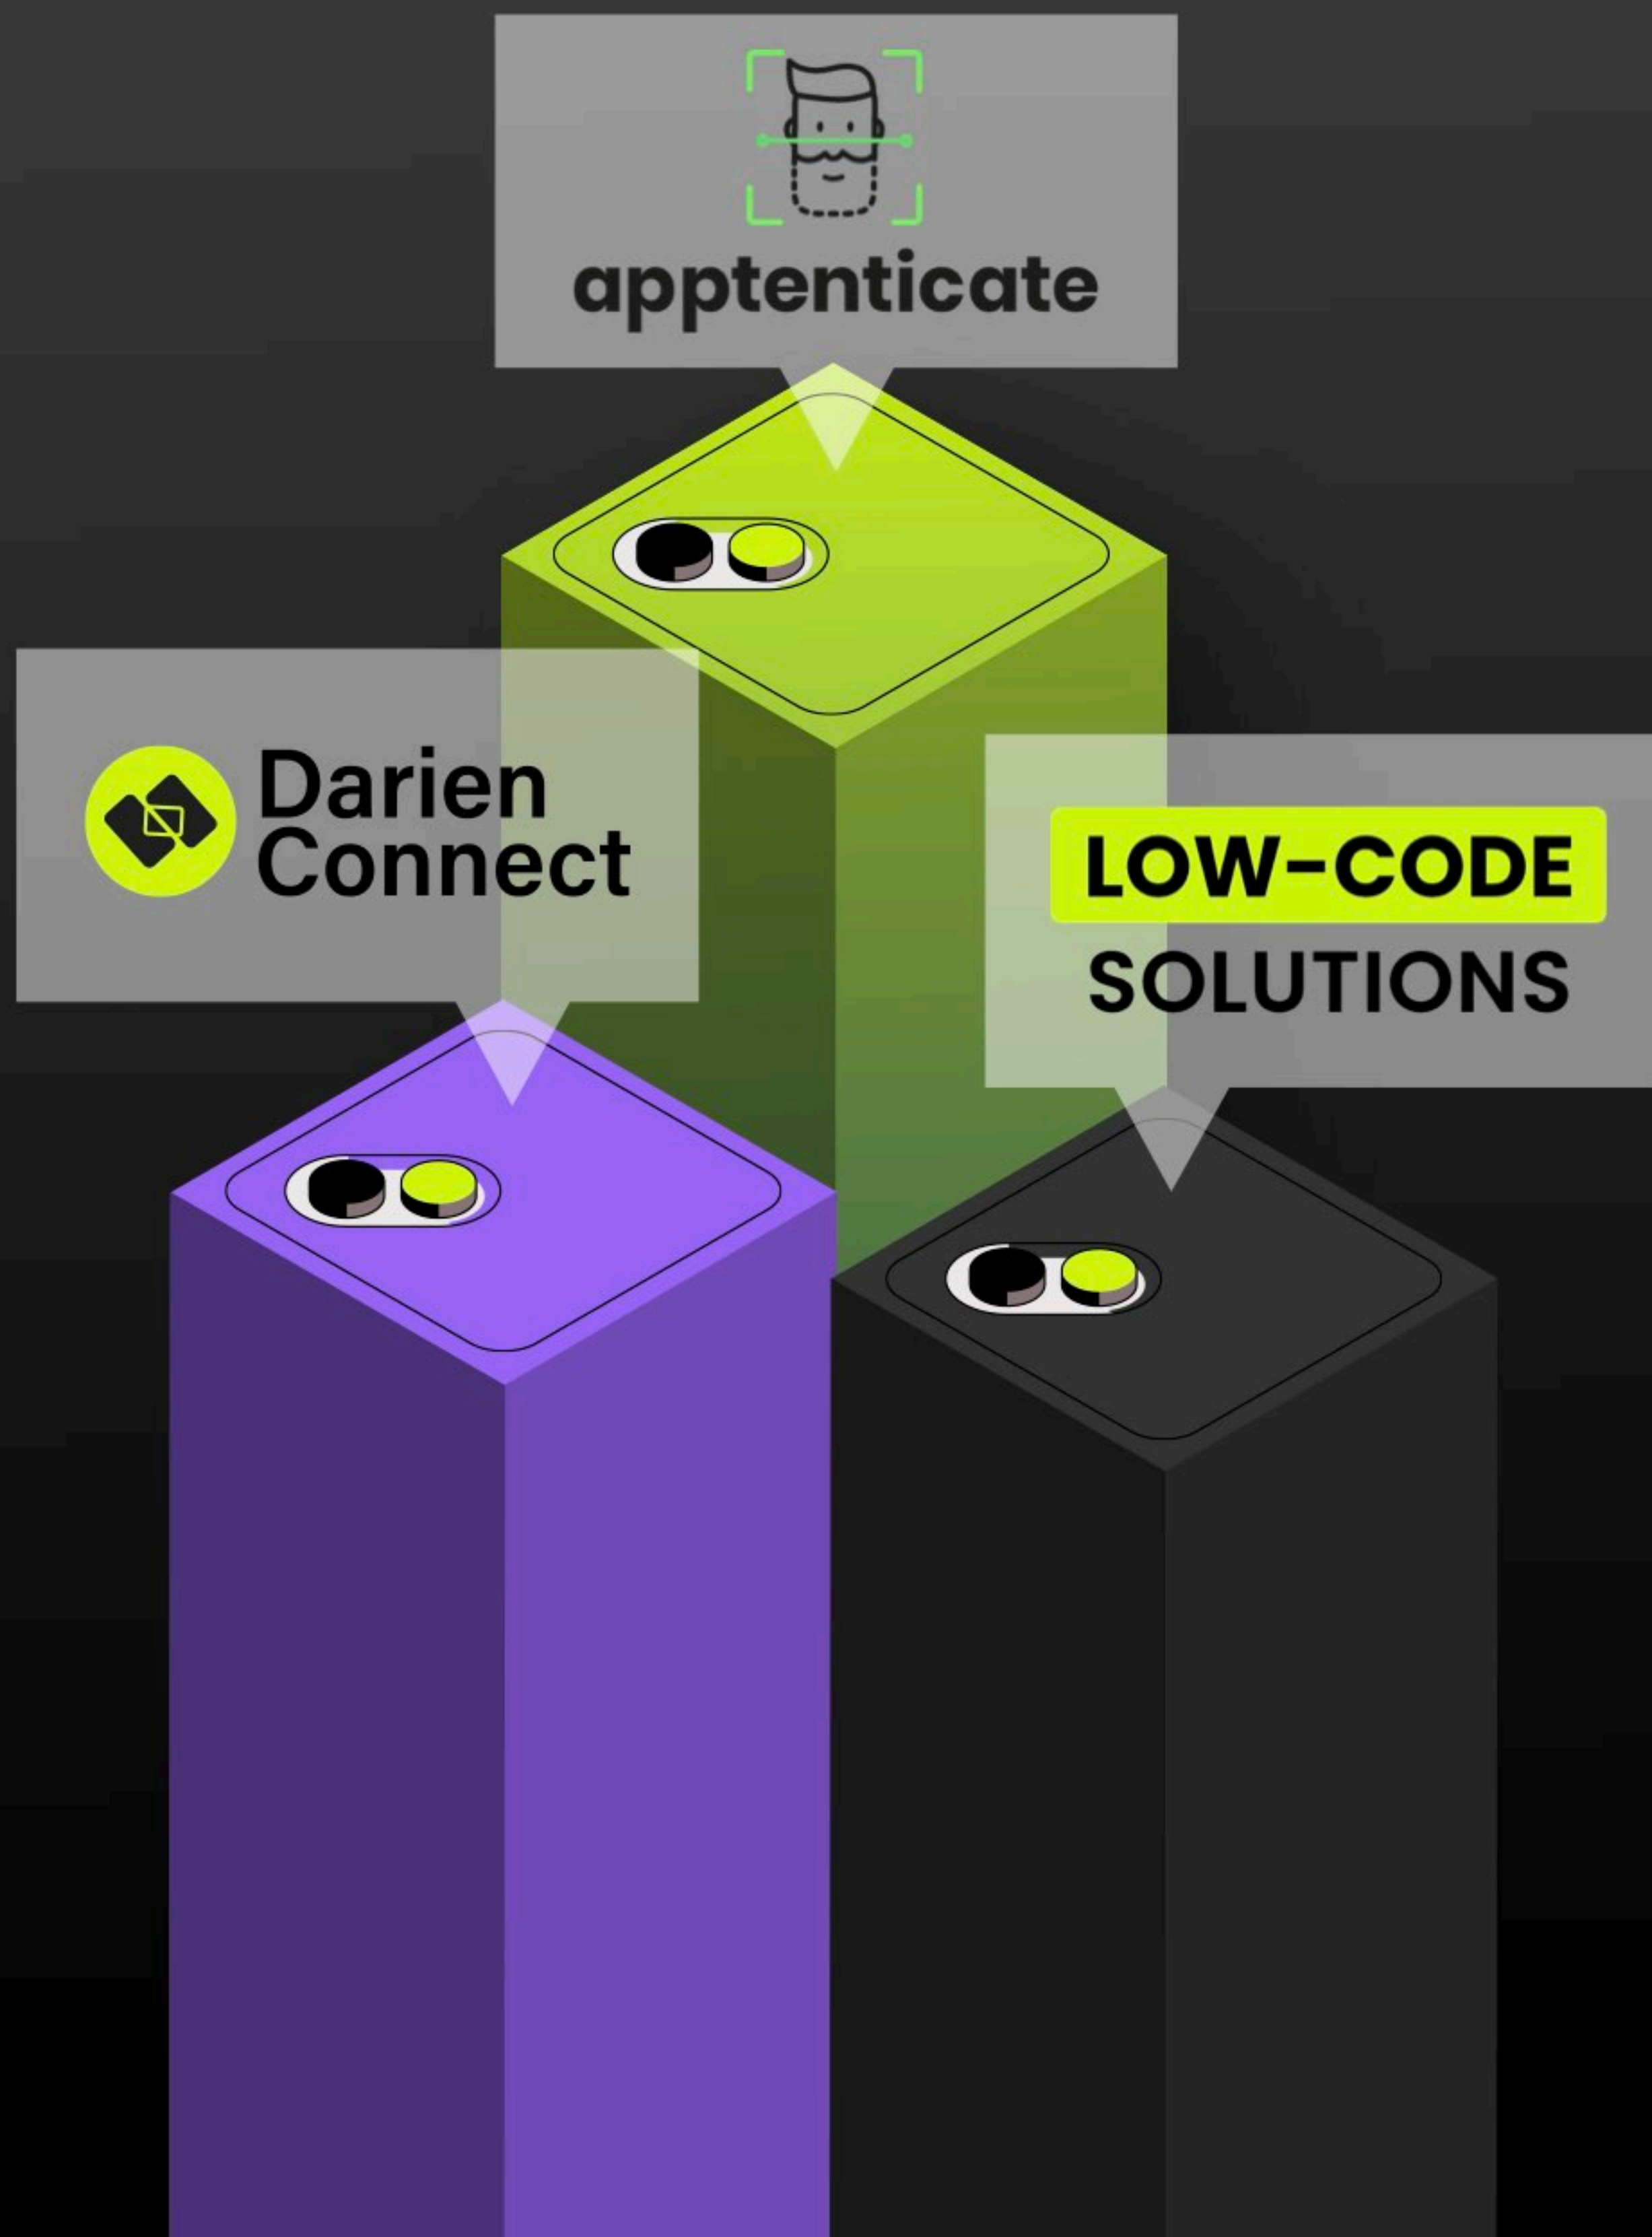 apptenticate
Darien
Connect
LOW-CODE
SOLUTIONS